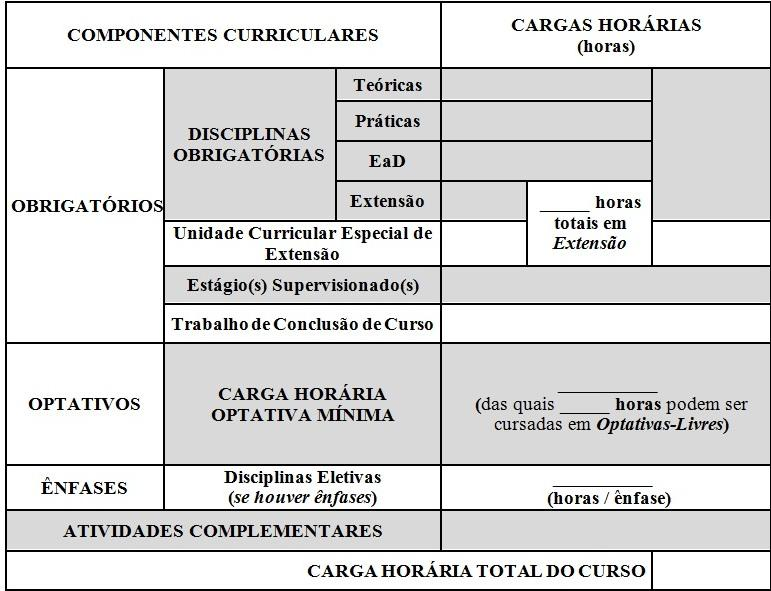 COMPONENTES CURRICULARES
CARGAS HORÁRIAS
(horas)
OBRIGATÓRIOS
DISCIPLINAS
OBRIGATÓRIAS
Teóricas
Práticas
EaD
Extensão
_____ horas
totais em
Extensão
Unidade Curricular Especial de
Extensão
Estágio(s) Supervisionado(s)
Trabalho de Conclusão de Curso
OPTATIVOS
CARGA HORÁRIA
OPTATIVA MÍNIMA
__________
(das quais _____ horas podem ser
cursadas em Optativas-Livres)
ÊNFASES
Disciplinas Eletivas
(se houver ênfases)
__________
(horas / ênfase)
ATIVIDADES COMPLEMENTARES
CARGA HORÁRIA TOTAL DO CURSO